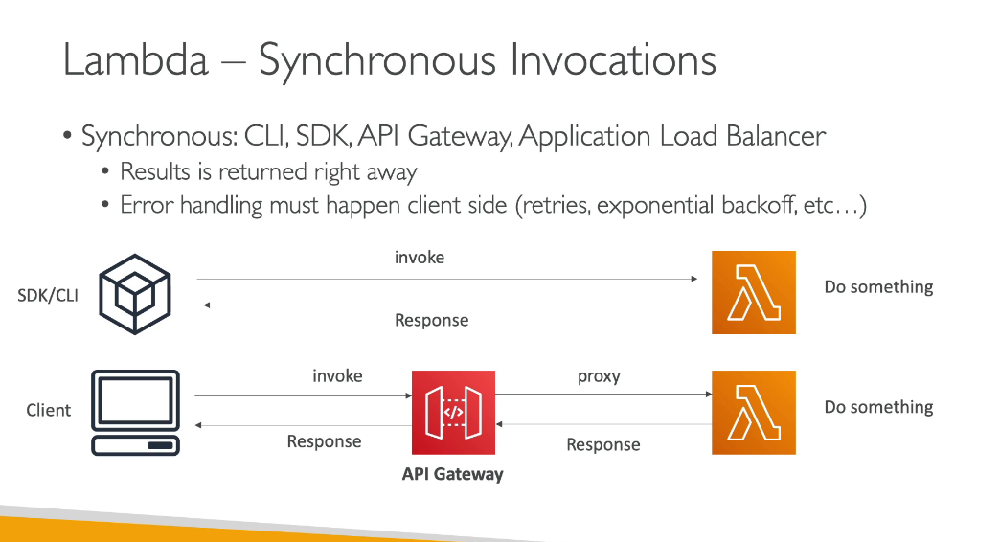 Lambda – Synchronous Invocations
• Synchronous: CLI, SDK, API Gateway, Application Load Balancer
• Results is returned right away
• Error handling must happen client side (retries, exponential backoff, etc…)
SDK/CLI
invoke
Response
Do something
Client
invoke
Response
</>
API Gateway
proxy
Response
Do something